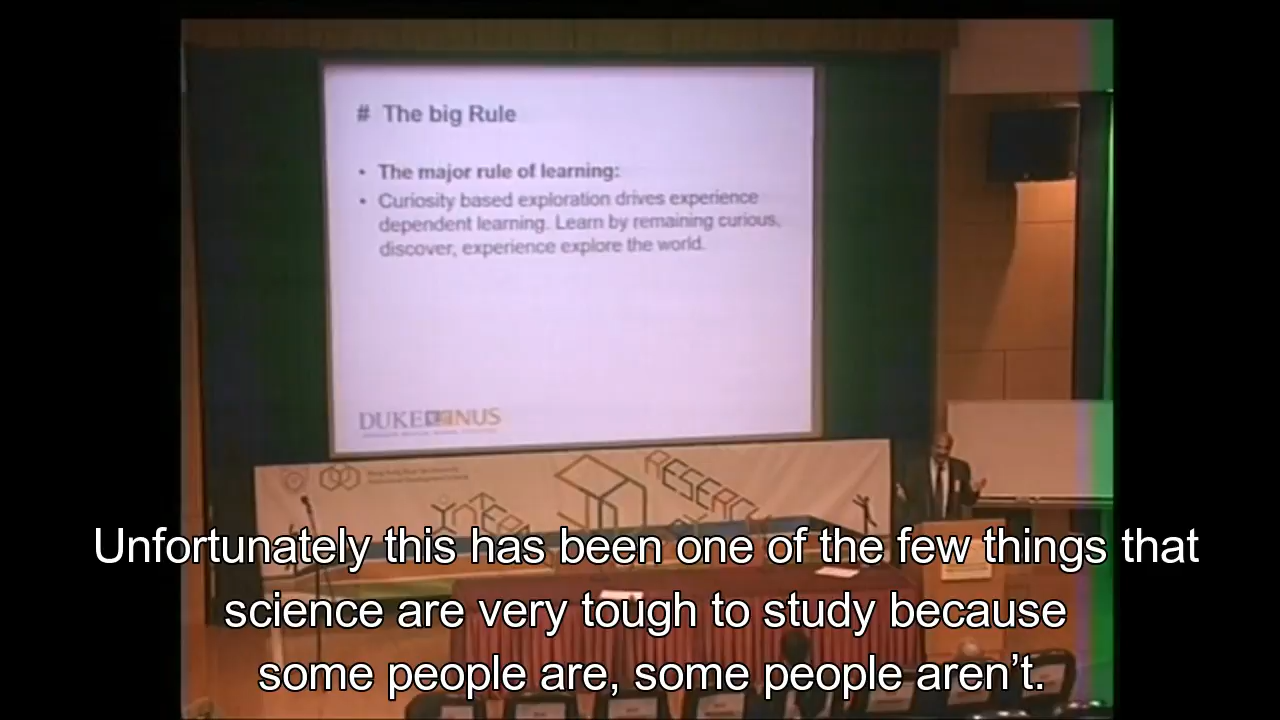 # The big Rule
• The major rule of learning:
• Curiosity based exploration drives experience
dependent learning. Learn by remaining curious,
discover, experience explore the world.
DUKE NUS
RESEARCH
Unfortunately this has been one of the few things that
science are very tough to study because
some people are, some people aren’t.